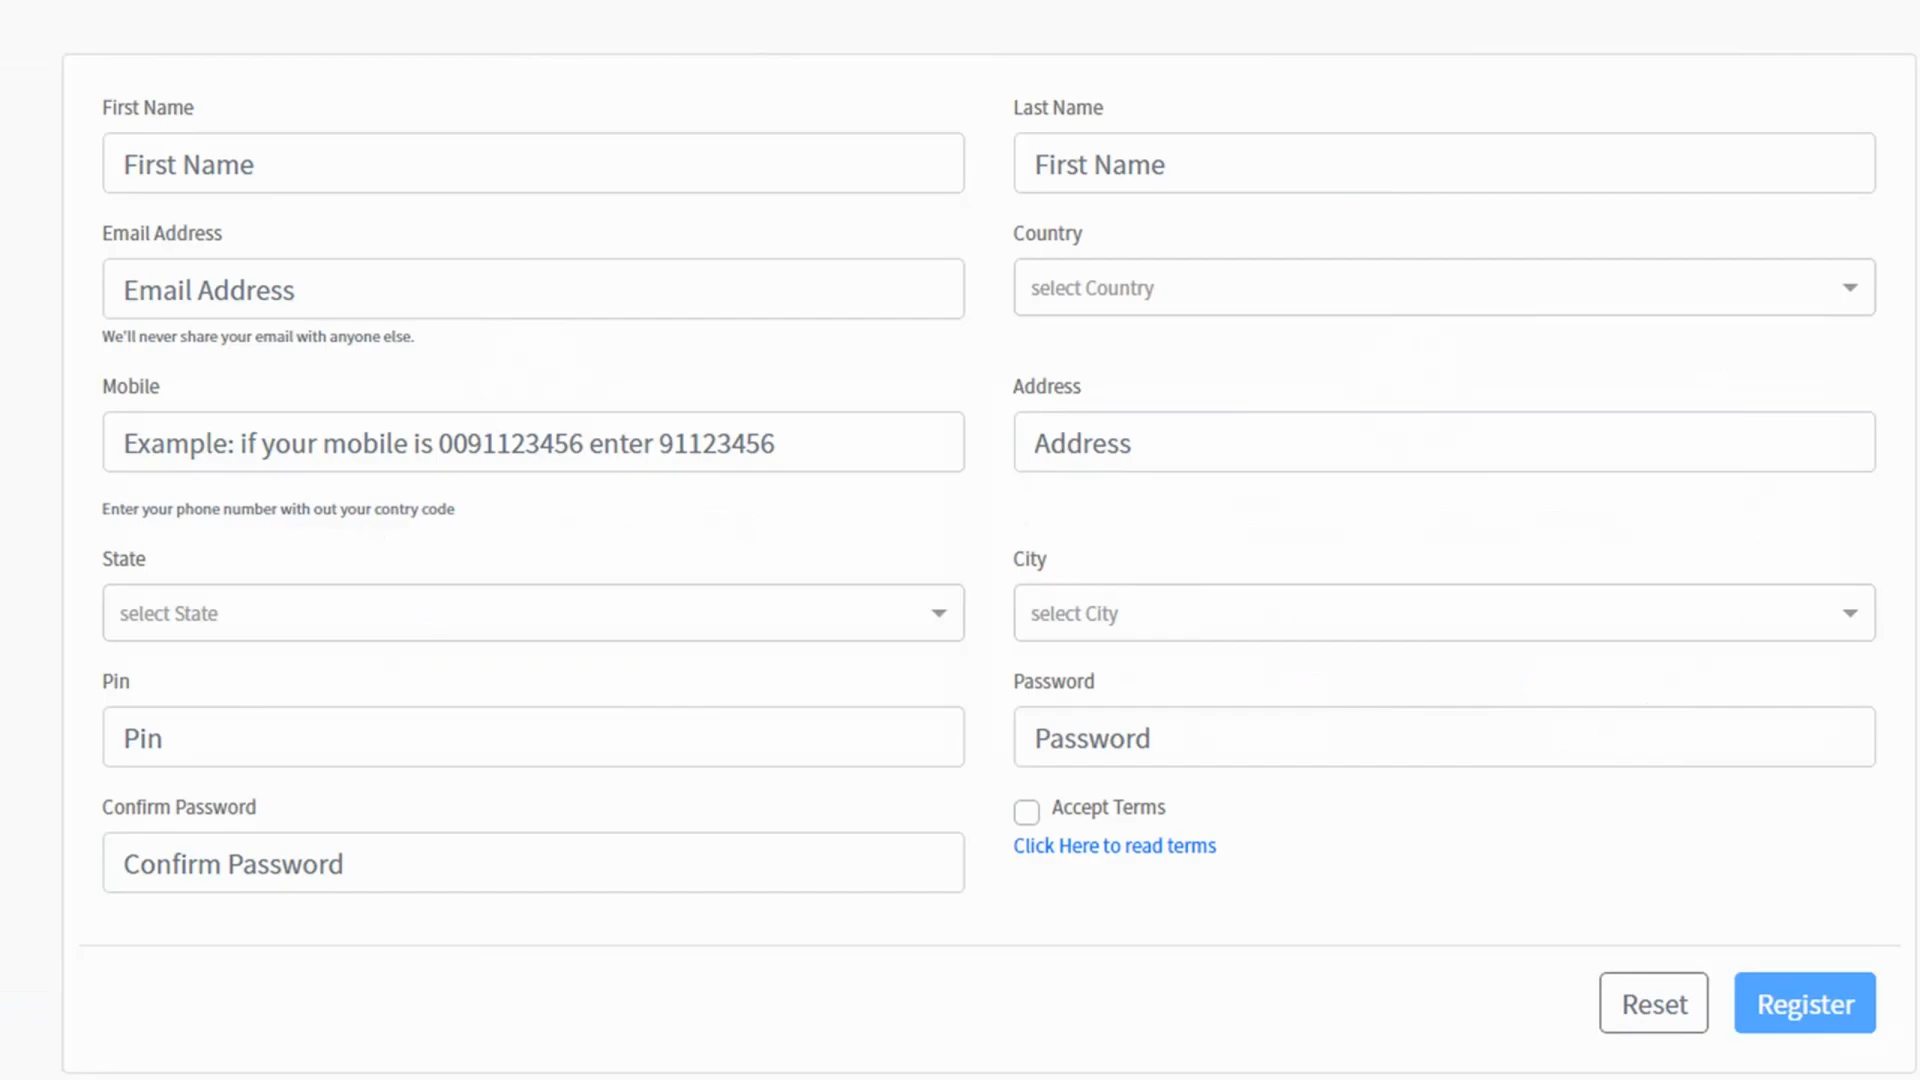 First Name
Last Name
First Name
First Name
Email Address
Country
Email Address
select Country
We'll never share your email with anyone else.
Mobile
Address
Example: if your mobile is 0091123456 enter 91123456
Address
Enter your phone number with out your contry code
State
City
select State
select City
Pin
Password
Pin
Password
Confirm Password
Accept Terms
Click Here to read terms
Confirm Password
Reset
Register